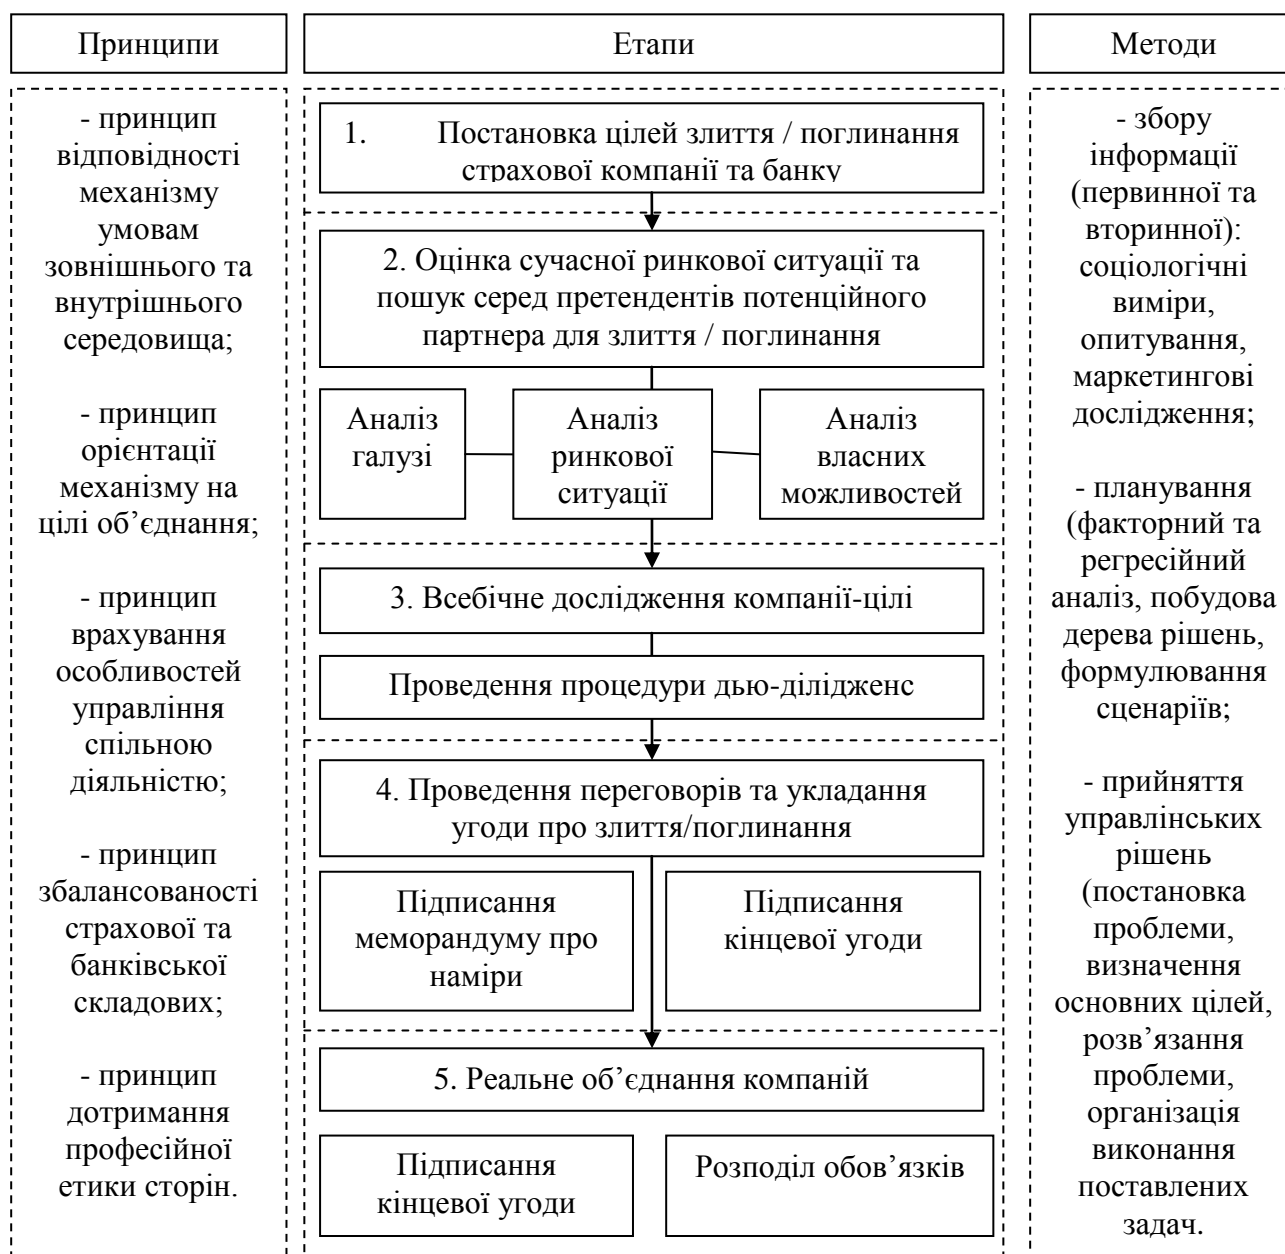 Принципи
Етапи
Методи
- принцип
відповідності
механізму
умовам
зовнішнього та
внутрішнього
середовища;
- принцип
орієнтації
механізму на
цілі об’єднання;
- принцип
врахування
особливостей
управління
спільною
діяльністю;
- принцип
збалансованості
страхової та
банківської
складових;
- принцип
дотримання
професійної
етики сторін.
1. Постановка цілей злиття / поглинання
страхової компанії та банку
2. Оцінка сучасної ринкової ситуації та
пошук серед претендентів потенційного
партнера для злиття / поглинання
Аналіз
галузі
Аналіз
ринкової
ситуації
Аналіз
власних
можливостей
3. Всебічне дослідження компанії-цілі
Проведення процедури дью-ділідженс
4. Проведення переговорів та укладання
угоди про злиття/поглинання
Підписання
меморандуму про
наміри
Підписання
кінцевої угоди
5. Реальне об’єднання компаній
Підписання
кінцевої угоди
Розподіл обов’язків
- збору
інформації
(первинної та
вторинної):
соціологічні
виміри,
опитування,
маркетингові
дослідження;
- планування
(факторний та
регресійний
аналіз, побудова
дерева рішень,
формулювання
сценаріїв;
- прийняття
управлінських
рішень
(постановка
проблеми,
визначення
основних цілей,
розв’язання
проблеми,
організація
виконання
поставлених
задач.